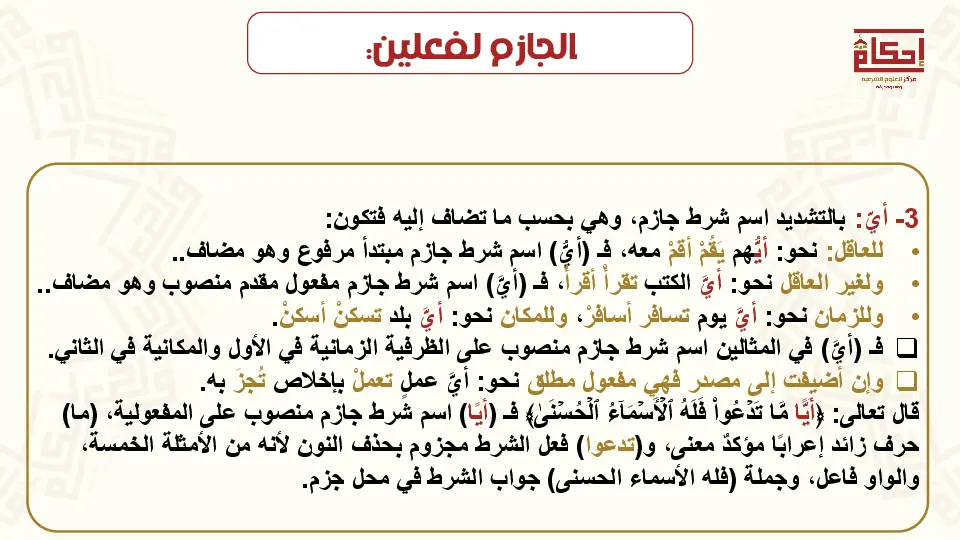 الجازم لفعلين:
إحكام
مركز للعلوم الشرعية
3- أيّ: بالتشديد اسم شرط جازم، وهي بحسب ما تضاف إليه فتكون:
• للعاقل: نحو: أيُّهم يَقُمْ أقمْ معه، فـ (أيُّ) اسم شرط جازم مبتدأ مرفوع وهو مضاف..
• ولغير العاقل نحو: أيَّ الكتب تقرأْ أقرأْ، فـ (أيَّ) اسم شرط جازم مفعول مقدم منصوب وهو مضاف..
• وللزمان نحو: أيَّ يوم تسافر أسافرْ، وللمكان نحو: أيَّ بلد تسكنْ أسكنْ.
❑ فـ (أيَّ) في المثالين اسم شرط جازم منصوب على الظرفية الزمانية في الأول والمكانية في الثاني.
❑ وإن أضيفت إلى مصدر فهي مفعول مطلق نحو: أيَّ عملٍ تعملْ بإخلاص تُجزَ به.
قال تعالى: ﴿أَيًّا مَّا تَدْعُوا۟ فَلَهُ ٱلْأَسْمَآءُ ٱلْحُسْنَىٰ﴾ فـ (أيًا) اسم شرط جازم منصوب على المفعولية، (ما)
حرف زائد إعرابًا مؤكدٌ معنى، و(تدعوا) فعل الشرط مجزوم بحذف النون لأنه من الأمثلة الخمسة،
والواو فاعل، وجملة (فله الأسماء الحسنى) جواب الشرط في محل جزم.